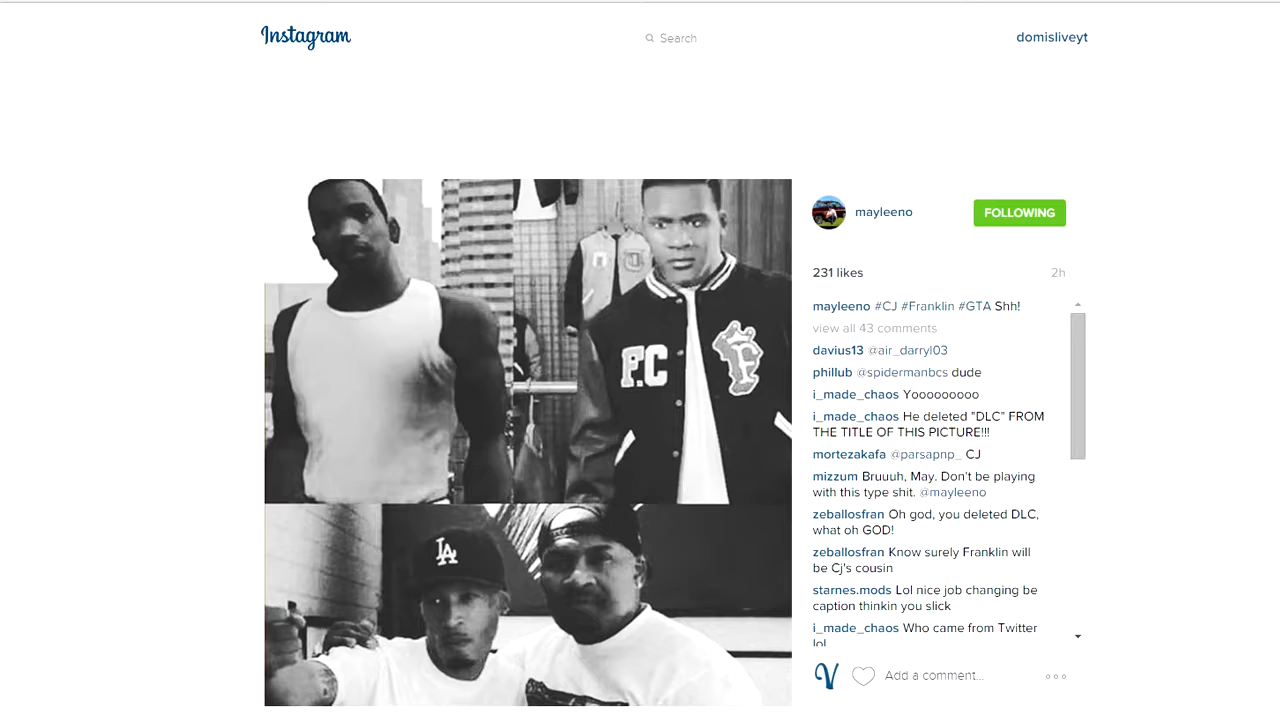 Instagram
Search
domisliveyt
mayleeno
FOLLOWING
231 likes
2h
mayleeno #CJ #Franklin #GTA Shh!
view all 43 comments
davius13 @air_darryl03
phillub @spidermanbcs dude
i_made_chaos Yooooooooo
i_made_chaos He deleted "DLC" FROM
THE TITLE OF THIS PICTURE!!!
mortezakafa @parsapnp_ CJ
mizzum Bruuuh, May. Don't be playing
with this type shit. @mayleeno
zeballosfran Oh god, you deleted DLC,
what oh GOD!
zeballosfran Know surely Franklin will
be Cj's cousin
starnes.mods Lol nice job changing be
caption thinkin you slick
i_made_chaos Who came from Twitter
lol
Add a comment...
F.C
F
LA
V